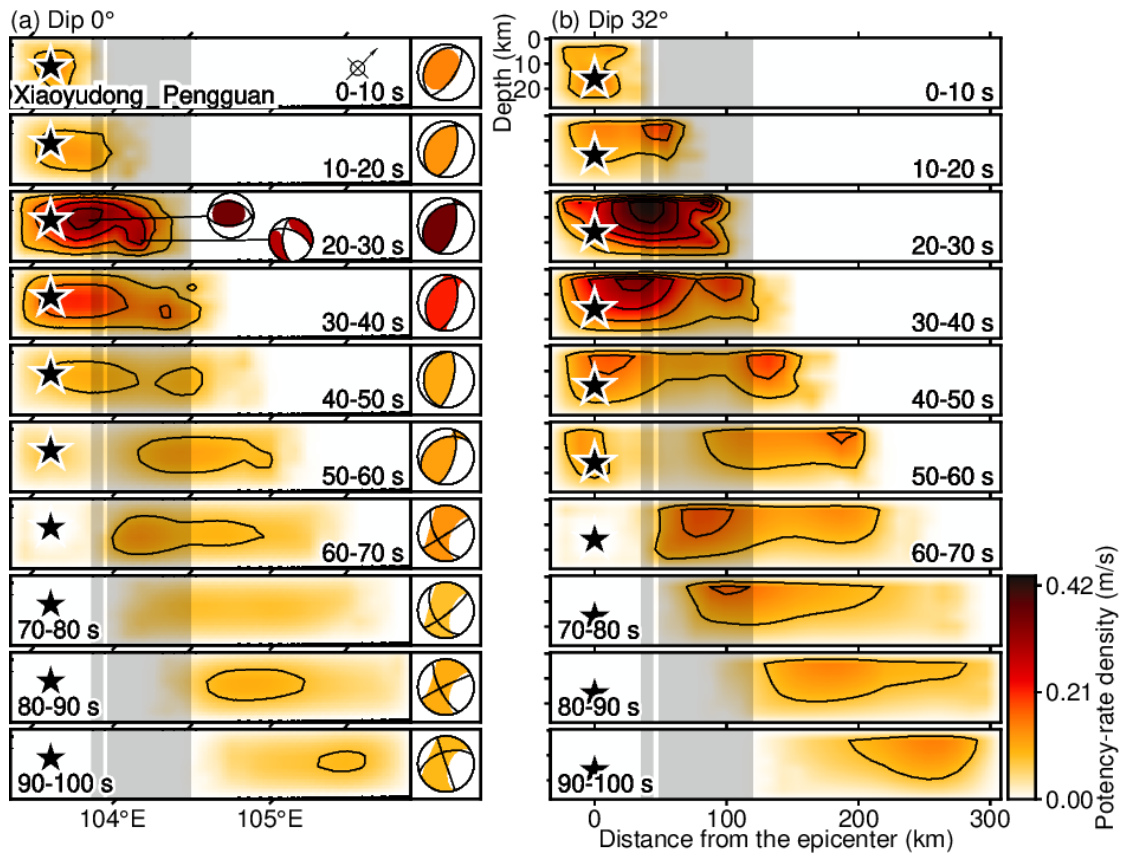 (a) Dip 0°
(b) Dip 32°
Xiaoyudong Pengguan
0-10 s
10-20 s
20-30 s
30-40 s
40-50 s
50-60 s
60-70 s
70-80 s
80-90 s
90-100 s
104°E 105°E
Depth (km)
0
10
20
0-10 s
10-20 s
20-30 s
30-40 s
40-50 s
50-60 s
60-70 s
70-80 s
80-90 s
90-100 s
0 100 200 300
Distance from the epicenter (km)
0.42
0.21
0.00
Potency-rate density (m/s)